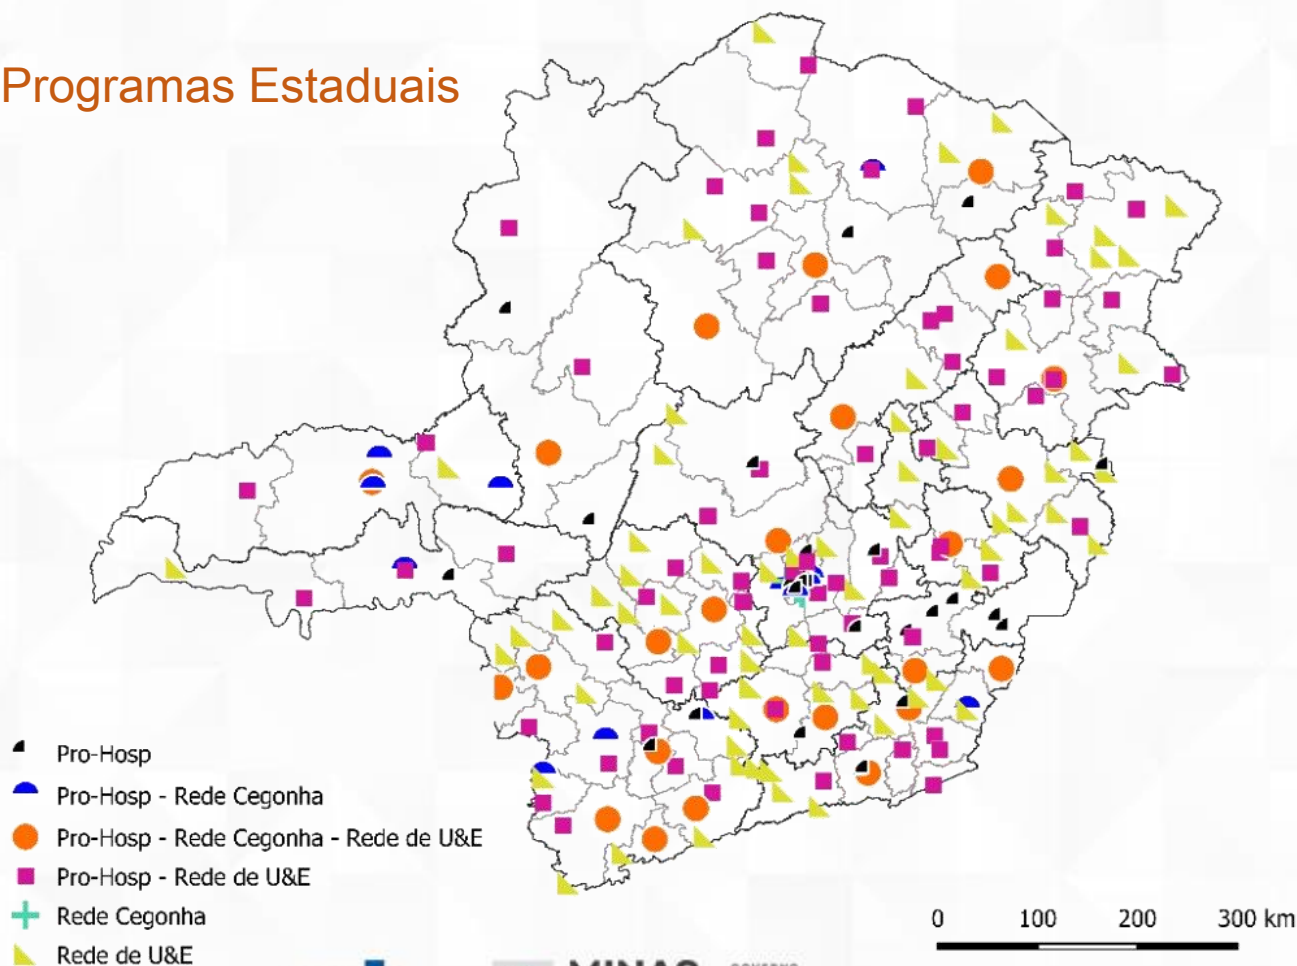 Programas Estaduais
Pro-Hosp
Pro-Hosp - Rede Cegonha
Pro-Hosp - Rede Cegonha - Rede de U&E
Pro-Hosp - Rede de U&E
Rede Cegonha
Rede de U&E
0 100 200 300 km
MINAS